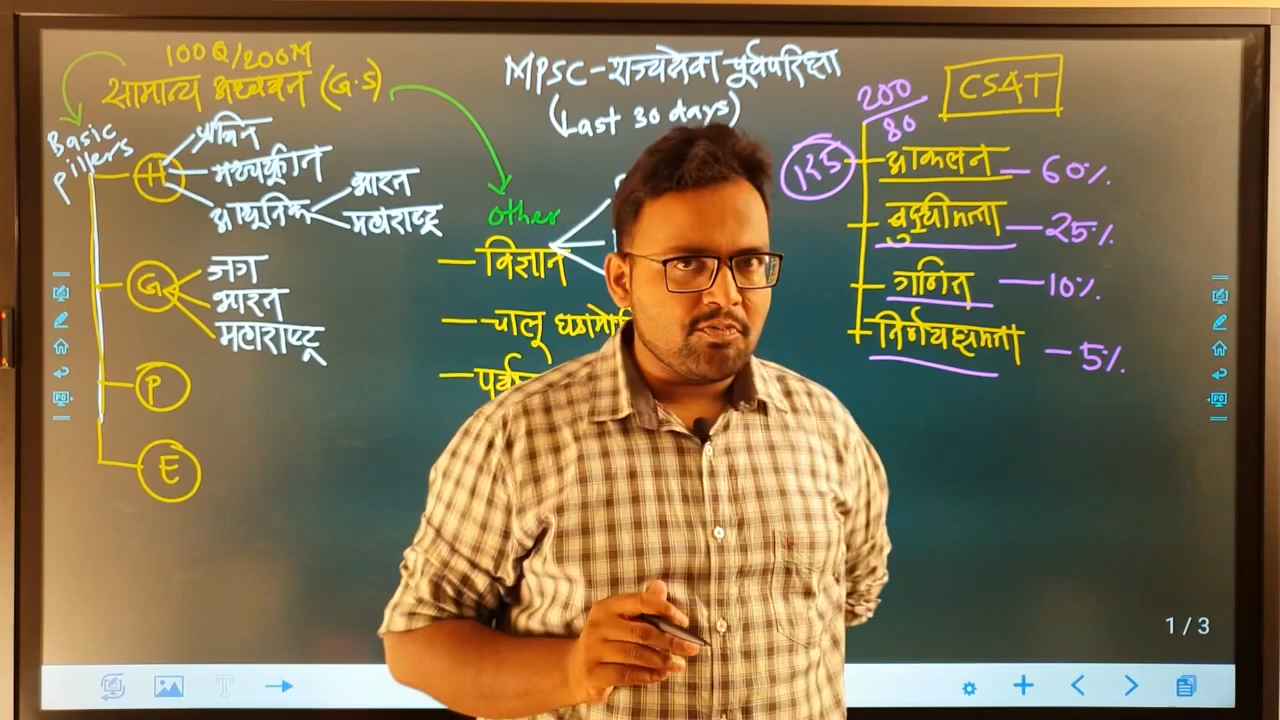 100Q/200M
सामान्य अध्ययन (G.S)
Basic
pillers
H
प्राचिन
मध्ययुगीन
आधुनिक
भारत
महाराष्ट्र
G
जग
भारत
महाराष्ट्र
P
E
MPSC-राज्यसेवा पूर्वपरिक्षा
(Last 30 days)
other
विज्ञान
चालू
CSAT
200
80
125
आकलन - 60%
बुध्दीमत्ता - 25%
गणित - 10%
निर्णयक्षमता - 5%
1/3